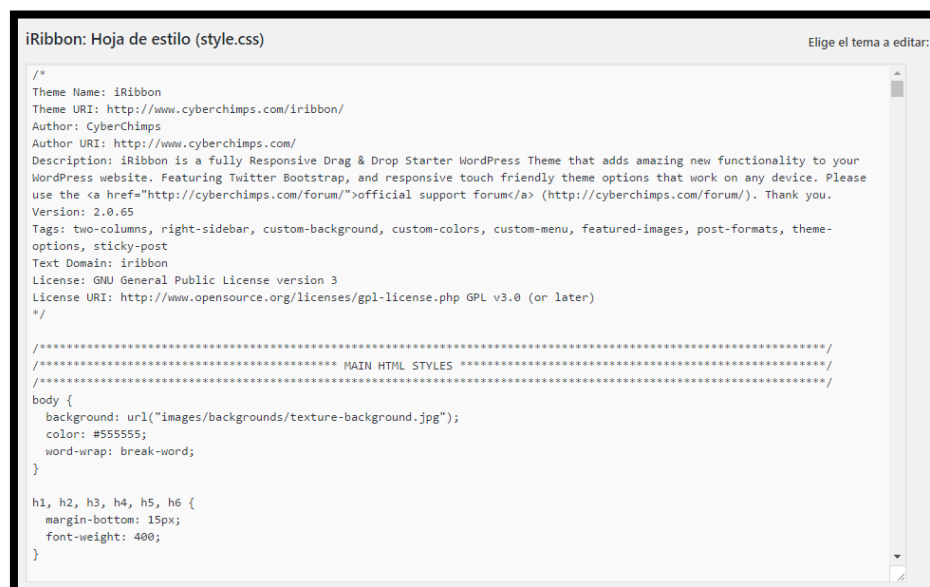 iRibbon: Hoja de estilo (style.css)
Elige el tema a editar:
/*
Theme Name: iRibbon
Theme URI: http://www.cyberchimps.com/iribbon/
Author: CyberChimps
Author URI: http://www.cyberchimps.com/
Description: iRibbon is a fully Responsive Drag & Drop Starter WordPress Theme that adds amazing new functionality to your
WordPress website. Featuring Twitter Bootstrap, and responsive touch friendly theme options that work on any device. Please
use the <a href="http://cyberchimps.com/forum/">official support forum</a> (http://cyberchimps.com/forum/). Thank you.
Version: 2.0.65
Tags: two-columns, right-sidebar, custom-background, custom-colors, custom-menu, featured-images, post-formats, theme-
options, sticky-post
Text Domain: iribbon
License: GNU General Public License version 3
License URI: http://www.opensource.org/licenses/gpl-license.php GPL v3.0 (or later)
*/
/*********************************************************************************************************************/
/******************************************** MAIN HTML STYLES ******************************************************/
/*********************************************************************************************************************/
body {
  background: url("images/backgrounds/texture-background.jpg");
  color: #555555;
  word-wrap: break-word;
}
h1, h2, h3, h4, h5, h6 {
  margin-bottom: 15px;
  font-weight: 400;
}